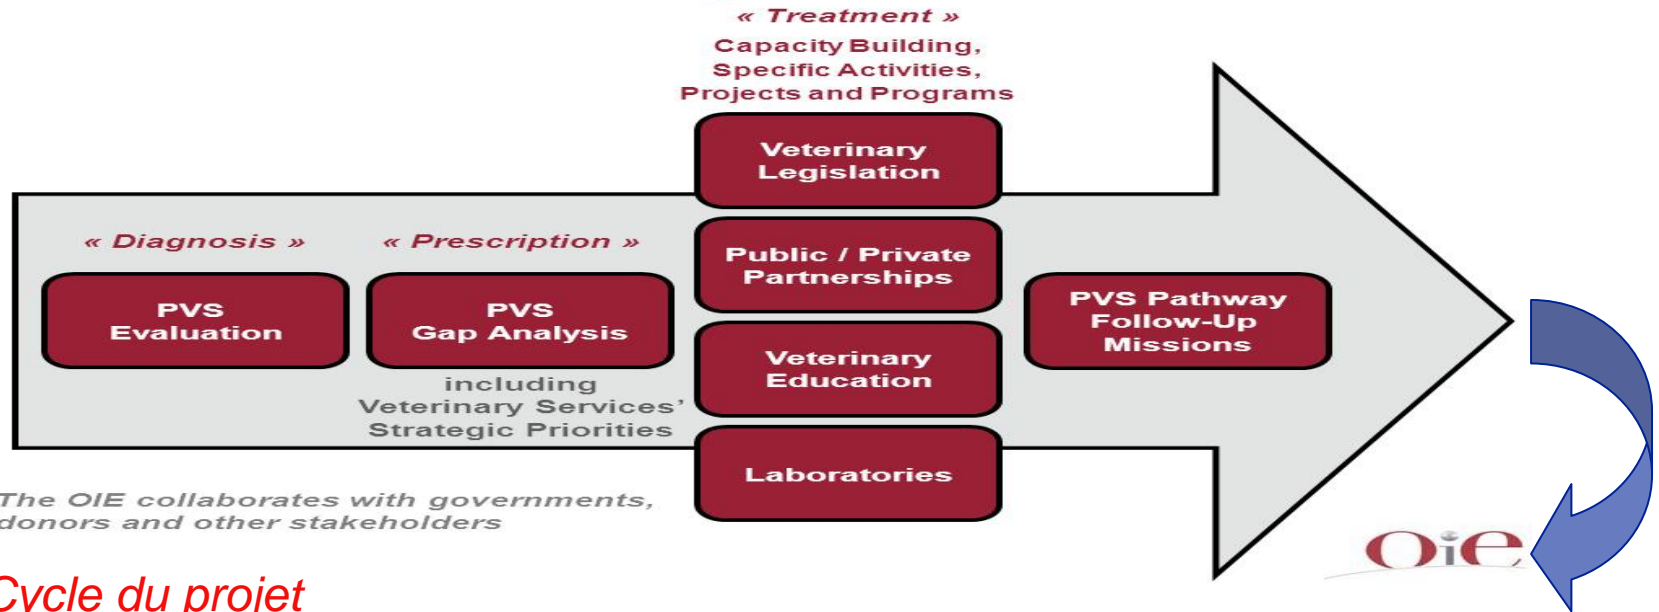 « Treatment »
Capacity Building,
Specific Activities,
Projects and Programs
Veterinary
Legislation
« Diagnosis »
« Prescription »
Public / Private
Partnerships
PVS
Evaluation
PVS
Gap Analysis
PVS Pathway
Follow-Up
Missions
including
Veterinary Services’
Strategic Priorities
Veterinary
Education
Laboratories
The OIE collaborates with governments,
donors and other stakeholders
Oie
Cycle du projet